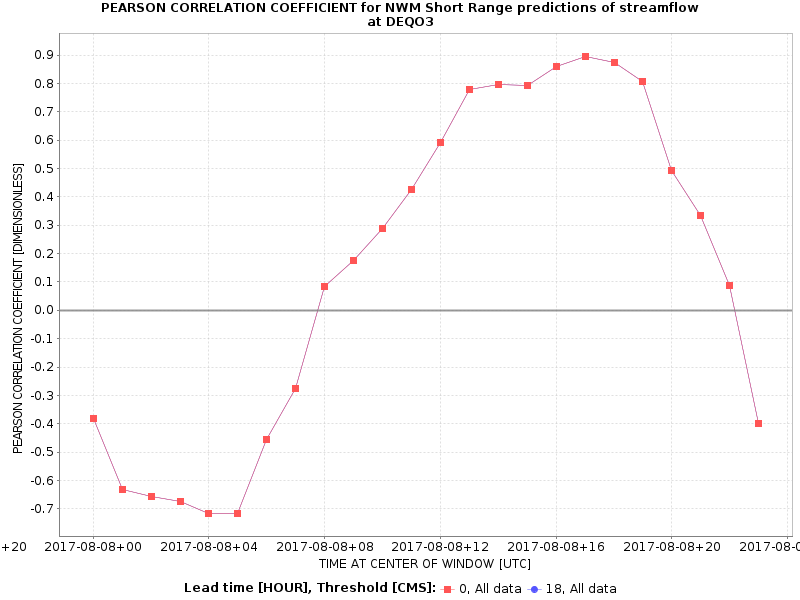 PEARSON CORRELATION COEFFICIENT for NWM Short Range predictions of streamflow
at DEQO3
PEARSON CORRELATION COEFFICIENT [DIMENSIONLESS]
0.9
0.8
0.7
0.6
0.5
0.4
0.3
0.2
0.1
0.0
-0.1
-0.2
-0.3
-0.4
-0.5
-0.6
-0.7
+20 2017-08-08+00 2017-08-08+04 2017-08-08+08 2017-08-08+12 2017-08-08+16 2017-08-08+20 2017-08-0
TIME AT CENTER OF WINDOW [UTC]
Lead time [HOUR], Threshold [CMS]: 0, All data 18, All data